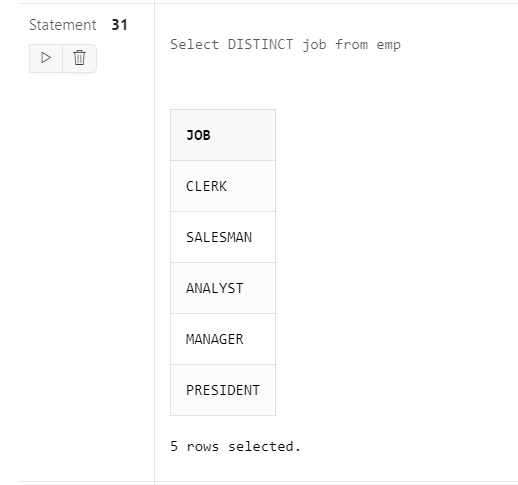 Statement 31
Select DISTINCT job from emp
JOB
CLERK
SALESMAN
ANALYST
MANAGER
PRESIDENT
5 rows selected.